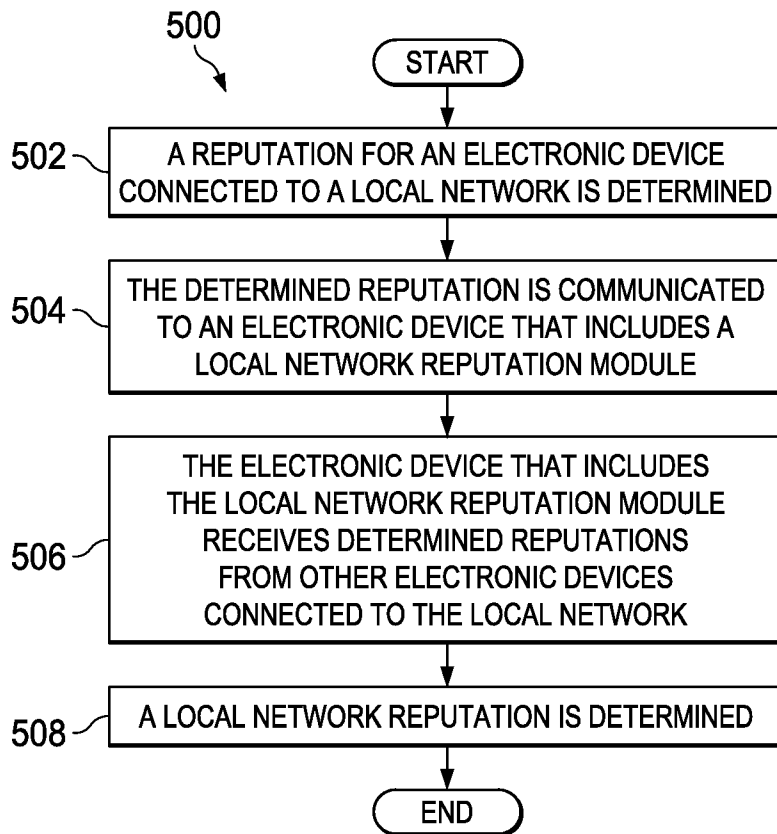 500
START
502
A REPUTATION FOR AN ELECTRONIC DEVICE
CONNECTED TO A LOCAL NETWORK IS DETERMINED
504
THE DETERMINED REPUTATION IS COMMUNICATED
TO AN ELECTRONIC DEVICE THAT INCLUDES A
LOCAL NETWORK REPUTATION MODULE
506
THE ELECTRONIC DEVICE THAT INCLUDES
THE LOCAL NETWORK REPUTATION MODULE
RECEIVES DETERMINED REPUTATIONS
FROM OTHER ELECTRONIC DEVICES
CONNECTED TO THE LOCAL NETWORK
508
A LOCAL NETWORK REPUTATION IS DETERMINED
END